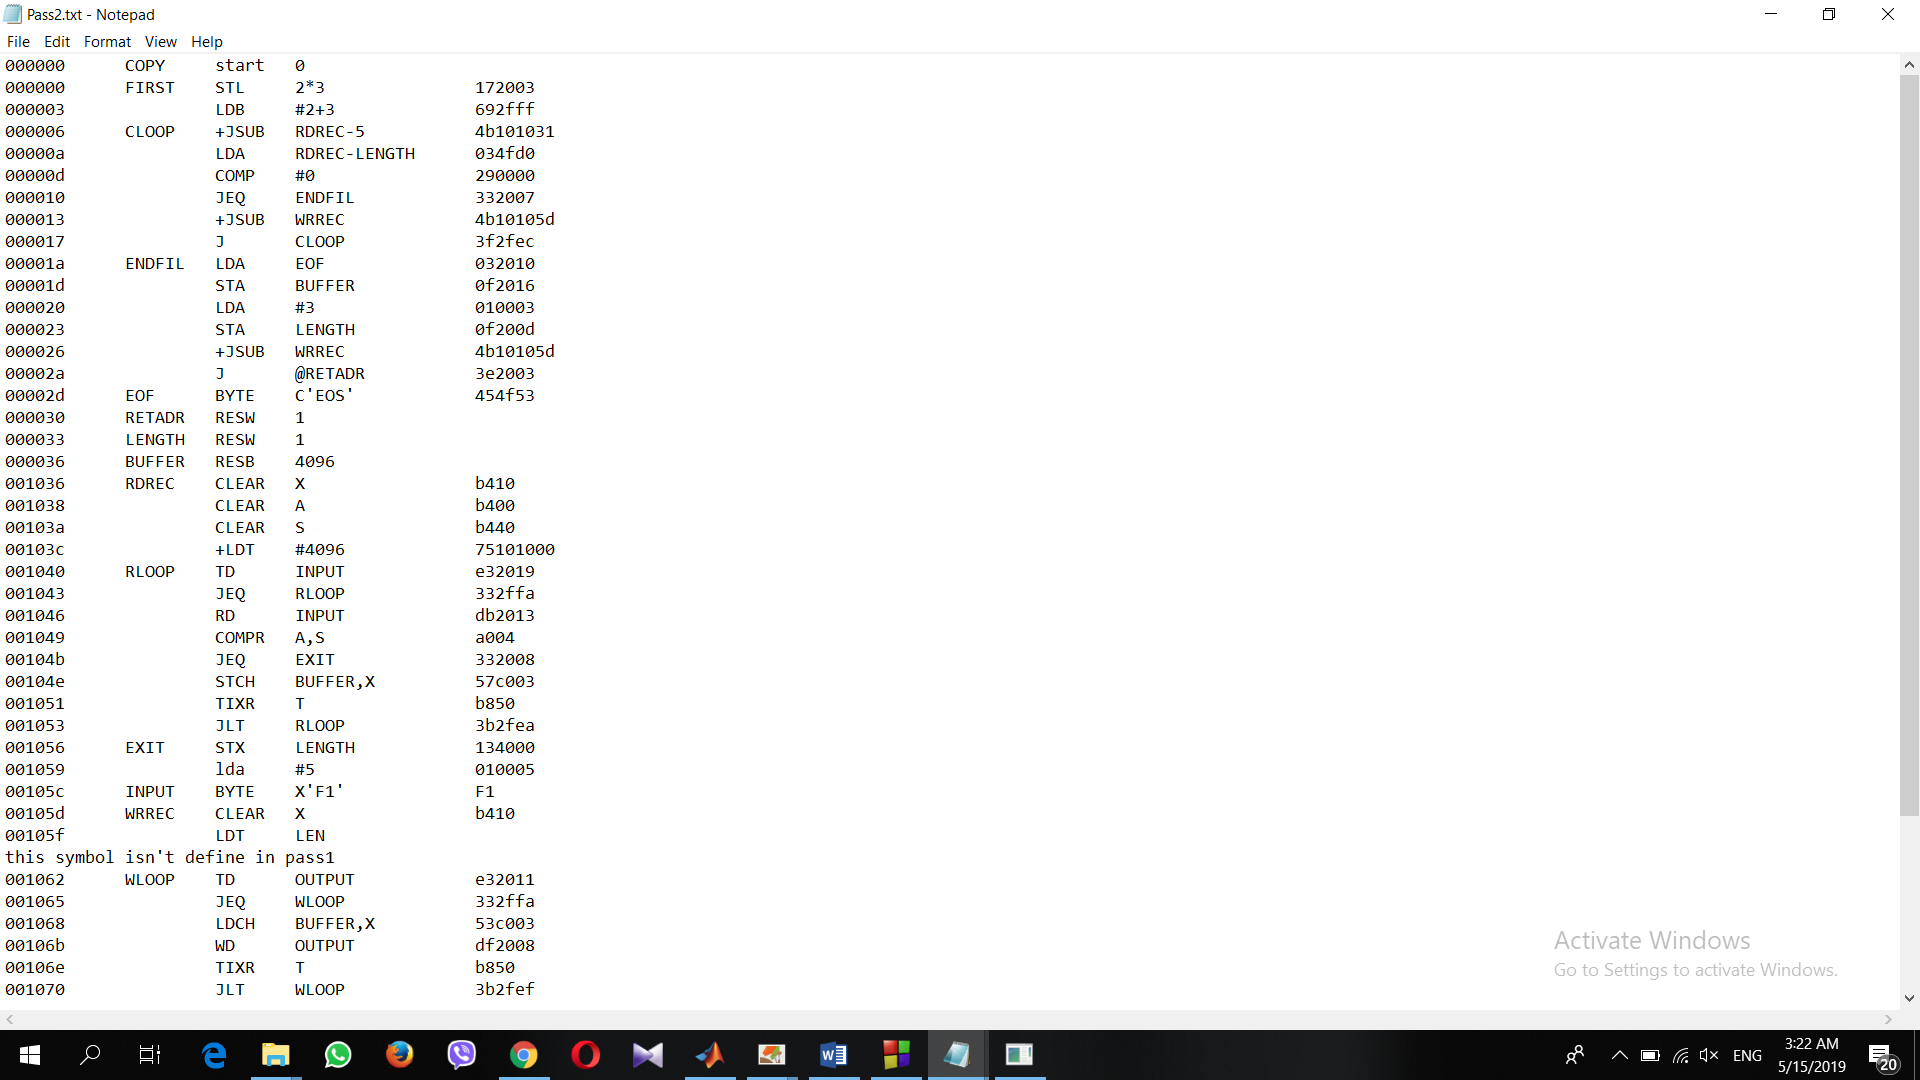 Pass2.txt - Notepad
File Edit Format View Help
000000 COPY start 0
000000 FIRST STL 2*3 172003
000003 LDB #2+3 692fff
000006 CLOOP +JSUB RDREC-5 4b101031
00000a LDA RDREC-LENGTH 034fd0
00000d COMP #0 290000
000010 JEQ ENDFIL 332007
000013 +JSUB WRREC 4b10105d
000017 J CLOOP 3f2fec
00001a ENDFIL LDA EOF 032010
00001d STA BUFFER 0f2016
000020 LDA #3 010003
000023 STA LENGTH 0f200d
000026 +JSUB WRREC 4b10105d
00002a J @RETADR 3e2003
00002d EOF BYTE C'EOS' 454f53
000030 RETADR RESW 1
000033 LENGTH RESW 1
000036 BUFFER RESB 4096
001036 RDREC CLEAR X b410
001038 CLEAR A b400
00103a CLEAR S b440
00103c +LDT #4096 75101000
001040 RLOOP TD INPUT e32019
001043 JEQ RLOOP 332ffa
001046 RD INPUT db2013
001049 COMPR A,S a004
00104b JEQ EXIT 332008
00104e STCH BUFFER,X 57c003
001051 TIXR T b850
001053 JLT RLOOP 3b2fea
001056 EXIT STX LENGTH 134000
001059 lda #5 010005
00105c INPUT BYTE X'F1' F1
00105d WRREC CLEAR X b410
00105f LDT LEN
this symbol isn't define in pass1
001062 WLOOP TD OUTPUT e32011
001065 JEQ WLOOP 332ffa
001068 LDCH BUFFER,X 53c003
00106b WD OUTPUT df2008
00106e TIXR T b850
001070 JLT WLOOP 3b2fef
Activate Windows
Go to Settings to activate Windows.
ENG
3:22 AM
5/15/2019
20